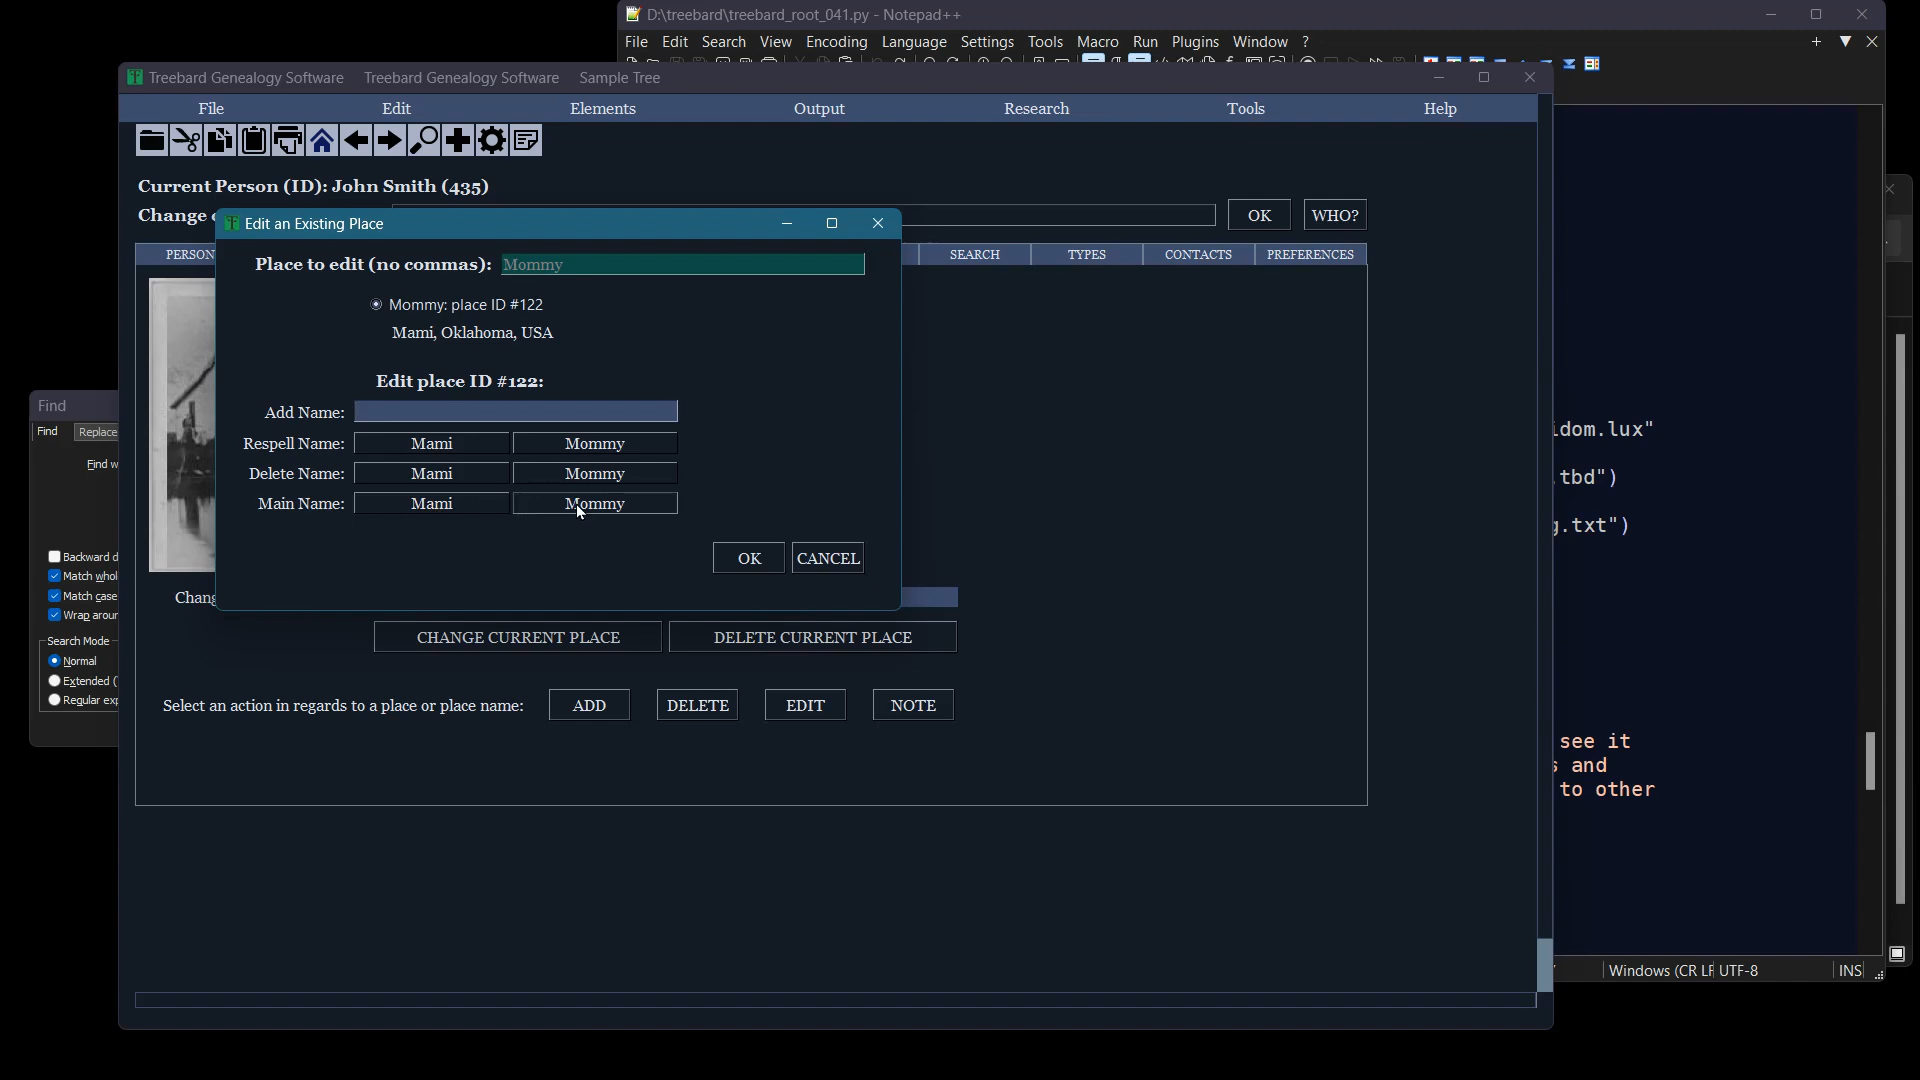 D:\treebard\treebard_root_041.py - Notepad++
File Edit Search View Encoding Language Settings Tools Macro Run Plugins Window ?
Treebard Genealogy Software Treebard Genealogy Software Sample Tree
File Edit Elements Output Research Tools Help
Current Person (ID): John Smith (435)
Change
OK WHO?
PERSON SEARCH TYPES CONTACTS PREFERENCES
Edit an Existing Place
Place to edit (no commas): Mommy
Mommy: place ID #122
Mami, Oklahoma, USA
Edit place ID #122:
Add Name:
Respell Name: Mami Mommy
Delete Name: Mami Mommy
Main Name: Mami Mommy
OK CANCEL
Chang
CHANGE CURRENT PLACE DELETE CURRENT PLACE
Select an action in regards to a place or place name: ADD DELETE EDIT NOTE
Find
Find Replace
Find w
Backward d
Match whol
Match case
Wrap aroun
Search Mode
Normal
Extended (
Regular exp
idom.lux"
.tbd")
g.txt")
see it
s and
to other
Windows (CR LF UTF-8 INS